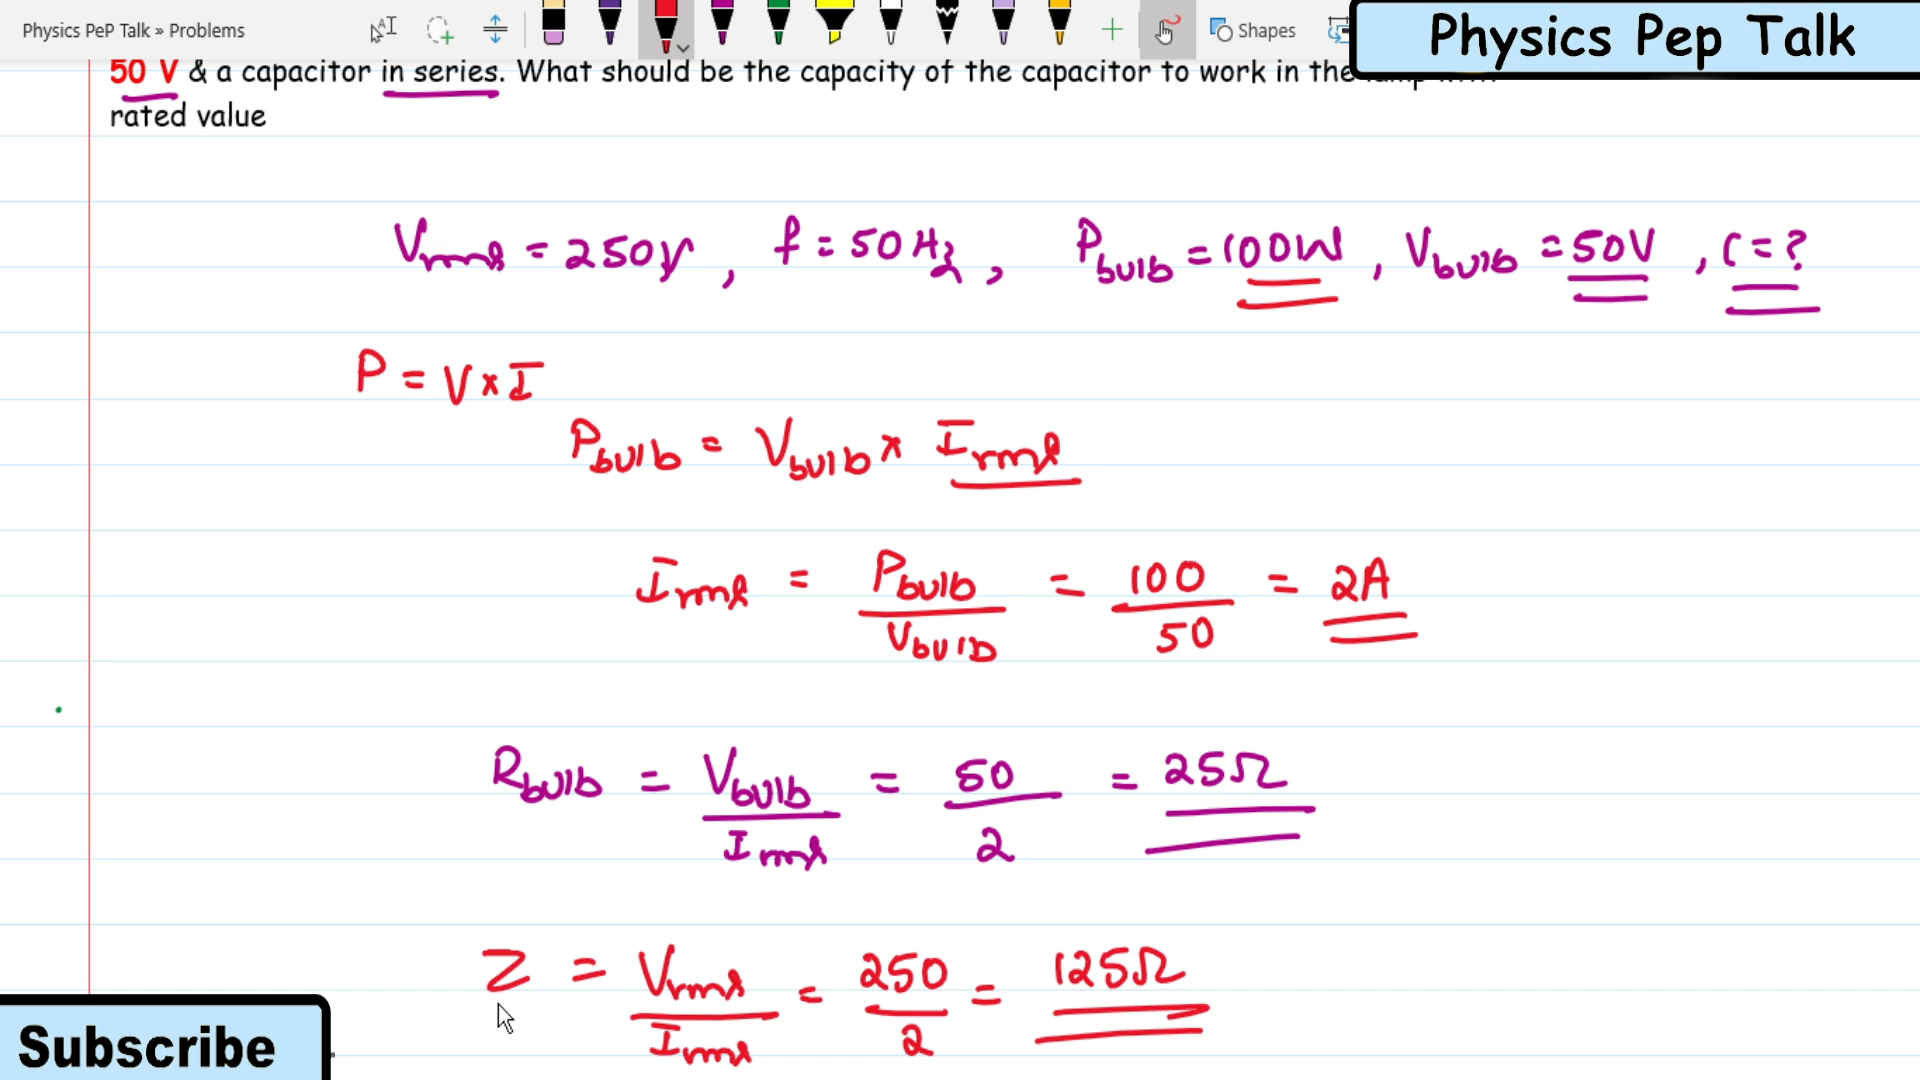 Physics PeP Talk » Problems
Shapes
Physics Pep Talk
50 V & a capacitor in series. What should be the capacity of the capacitor to work in the
rated value
Vrms = 250V, f = 50Hz, Pbulb = 100W, Vbulb = 50V, C = ?
P = V × I
Pbulb = Vbulb × Irms
Irms = Pbulb / Vbulb = 100 / 50 = 2A
Rbulb = Vbulb / Irms = 50 / 2 = 25Ω
Z = Vrms / Irms = 250 / 2 = 125Ω
Subscribe